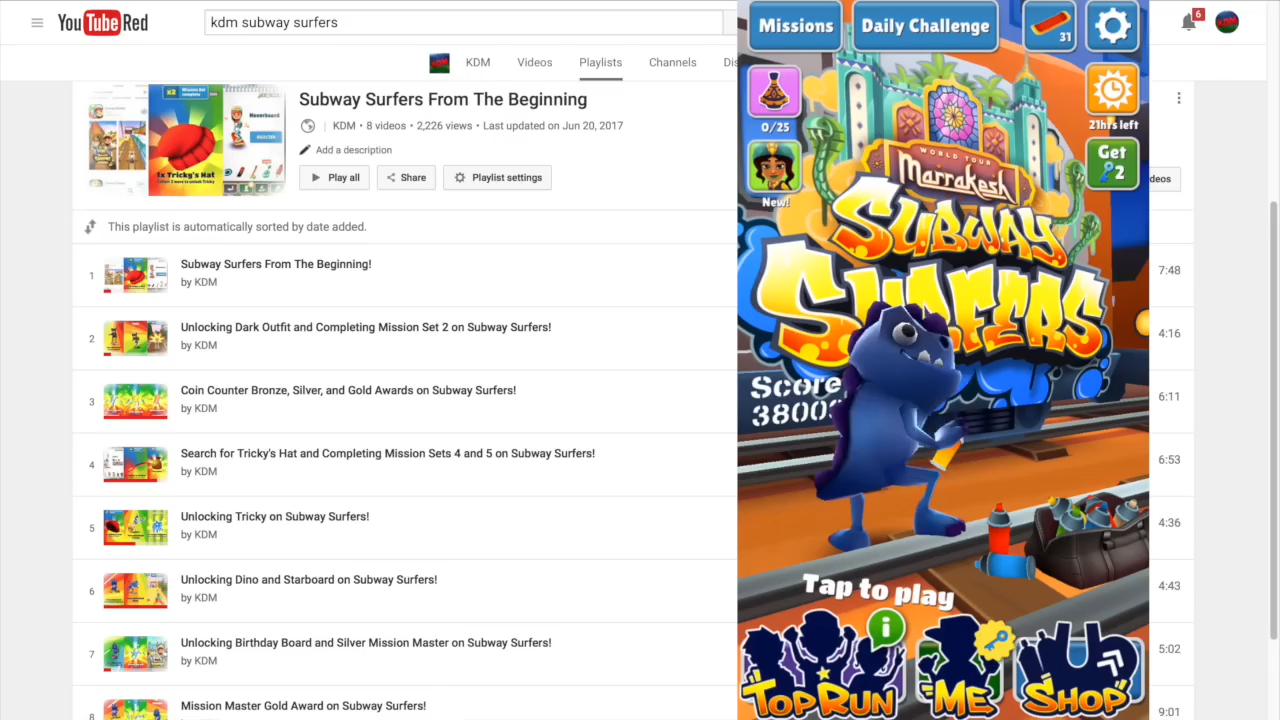 YouTube Red
kdm subway surfers
6
KDM
Videos
Playlists
Channels
Subway Surfers From The Beginning
KDM • 8 videos • 2,226 views • Last updated on Jun 20, 2017
Add a description
Play all
Share
Playlist settings
This playlist is automatically sorted by date added.
1
Subway Surfers From The Beginning!
by KDM
7:48
2
Unlocking Dark Outfit and Completing Mission Set 2 on Subway Surfers!
by KDM
4:16
3
Coin Counter Bronze, Silver, and Gold Awards on Subway Surfers!
by KDM
6:11
4
Search for Tricky's Hat and Completing Mission Sets 4 and 5 on Subway Surfers!
by KDM
6:53
5
Unlocking Tricky on Subway Surfers!
by KDM
4:36
6
Unlocking Dino and Starboard on Subway Surfers!
by KDM
4:43
7
Unlocking Birthday Board and Silver Mission Master on Subway Surfers!
by KDM
5:02
8
Mission Master Gold Award on Subway Surfers!
9:01
Missions
Daily Challenge
31
0/25
New!
21hrs left
Get
2
WORLD TOUR
Marrakesh
SUBWAY
SURFERS
Score
Tap to play
TOP RUN
ME
SHOP